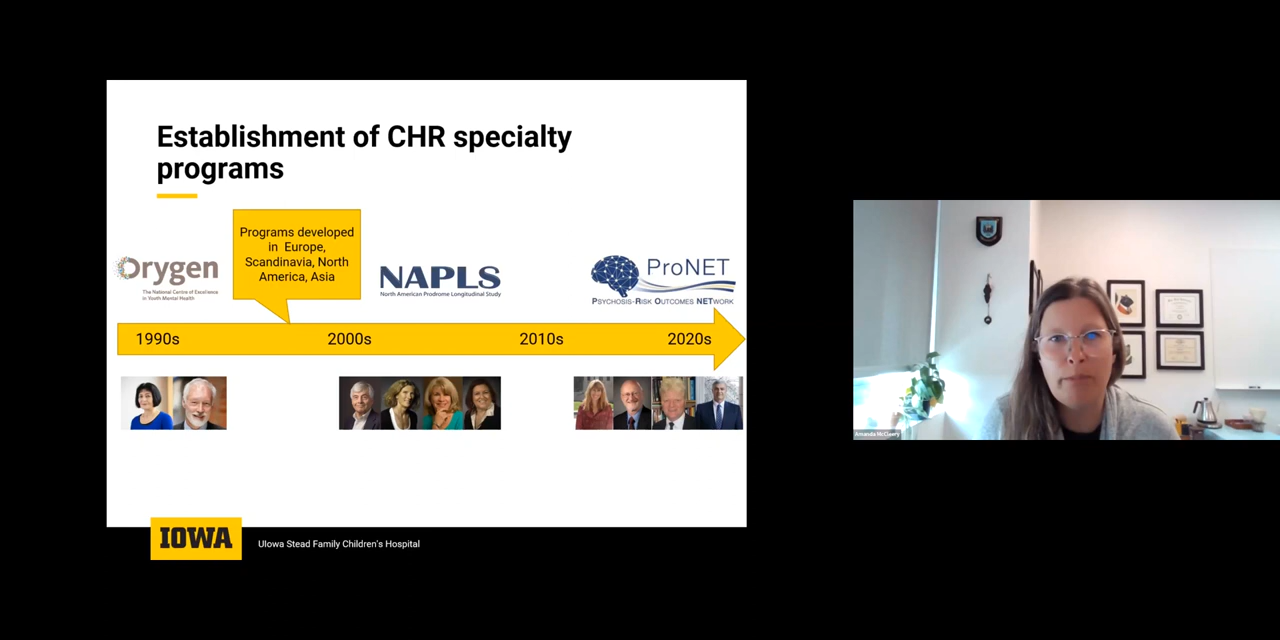 Establishment of CHR specialty
programs
Programs developed
in Europe,
Scandinavia, North
America, Asia
Orygen
The National Centre of Excellence
in Youth Mental Health
NAPLS
North American Prodrome Longitudinal Study
ProNET
Psychosis-Risk Outcomes NETwork
1990s
2000s
2010s
2020s
IOWA
UIowa Stead Family Children's Hospital
Amanda McCleery